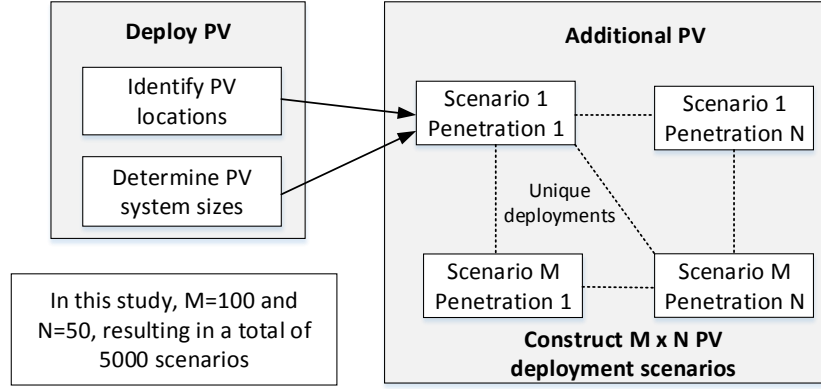 Deploy PV
Identify PV
locations
Determine PV
system sizes
In this study, M=100 and
N=50, resulting in a total of
5000 scenarios
Additional PV
Scenario 1
Penetration 1
Scenario 1
Penetration N
Unique
deployments
Scenario M
Penetration 1
Scenario M
Penetration N
Construct M x N PV
deployment scenarios